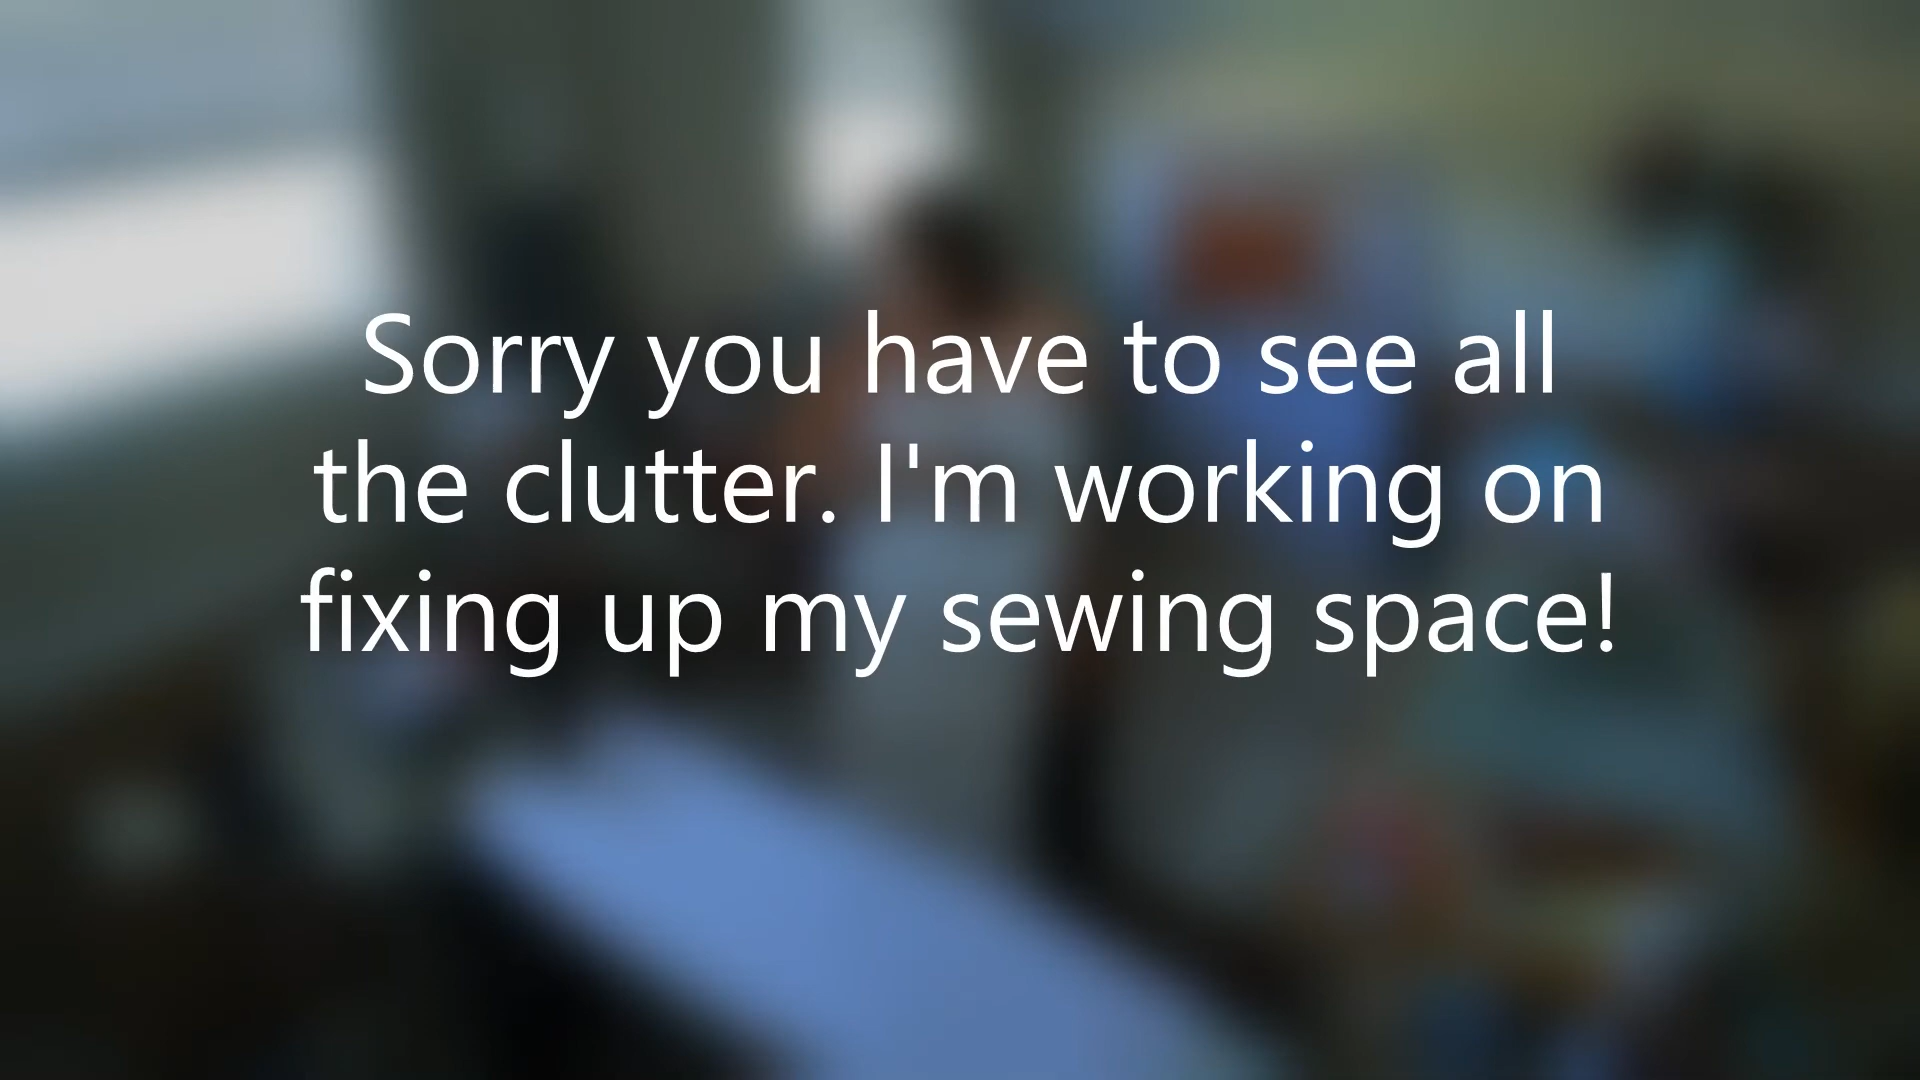 Sorry you have to see all
the clutter. I'm working on
fixing up my sewing space!